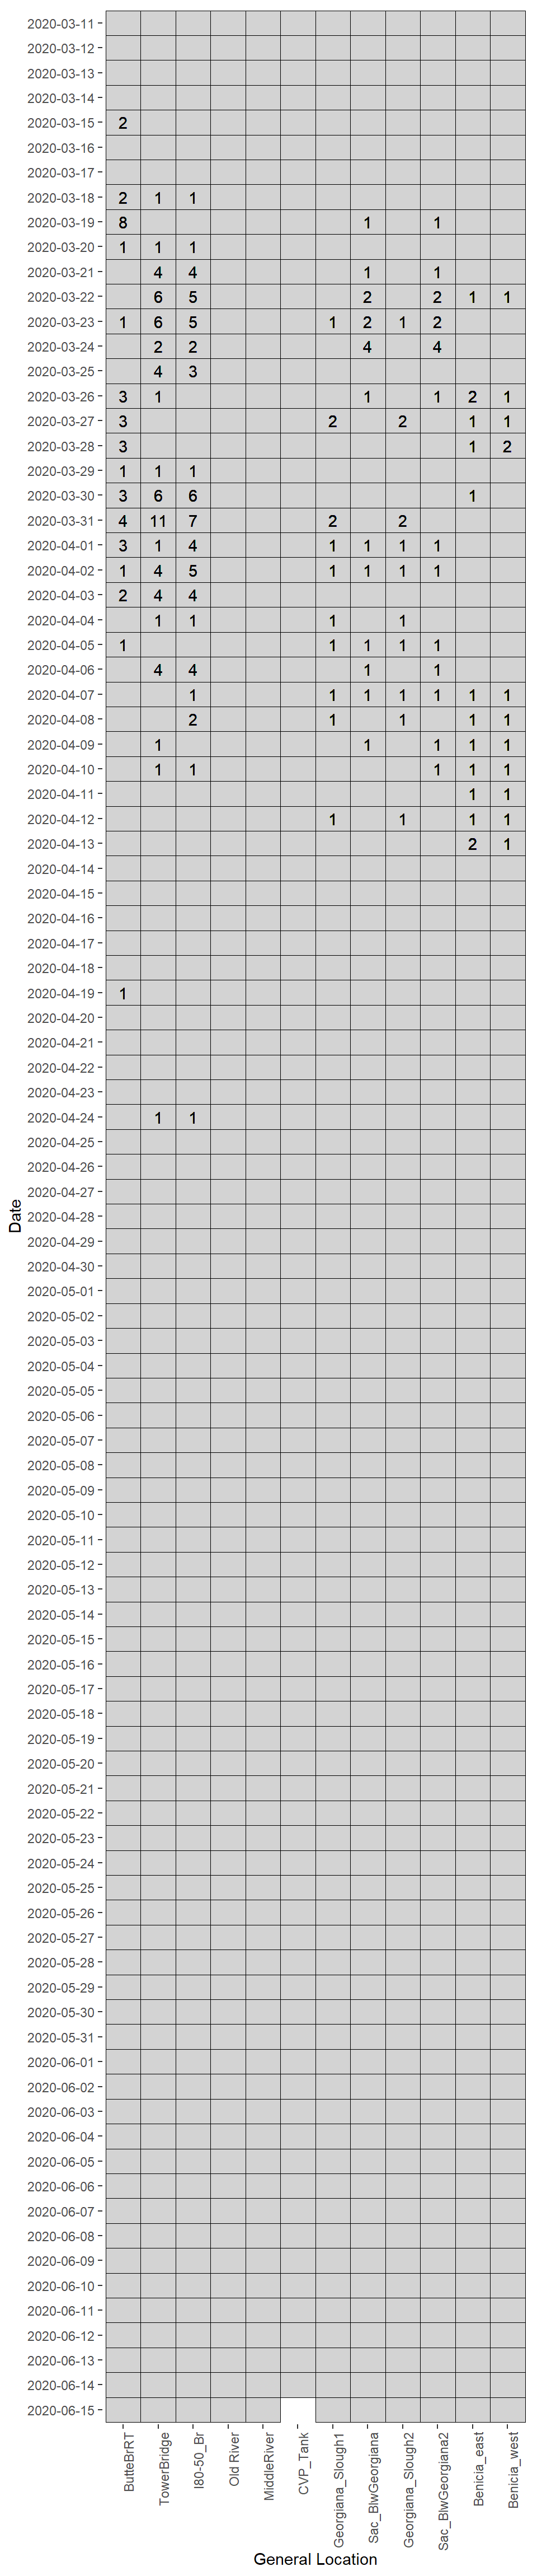 2020-03-11
2020-03-12
2020-03-13
2020-03-14
2020-03-15 2
2020-03-16
2020-03-17
2020-03-18 2 1 1
2020-03-19 8 1 1
2020-03-20 1 1 1
2020-03-21 4 4 1 1
2020-03-22 6 5 2 2 1 1
2020-03-23 1 6 5 1 2 1 2
2020-03-24 2 2 4 4
2020-03-25 4 3
2020-03-26 3 1 1 1 2 1
2020-03-27 3 2 2 1 1
2020-03-28 3 1 2
2020-03-29 1 1 1
2020-03-30 3 6 6 1
2020-03-31 4 11 7 2 2
2020-04-01 3 1 4 1 1 1 1
2020-04-02 1 4 5 1 1 1 1
2020-04-03 2 4 4
2020-04-04 1 1 1 1
2020-04-05 1 1 1 1 1
2020-04-06 4 4 1 1
2020-04-07 1 1 1 1 1 1 1
2020-04-08 2 1 1 1 1
2020-04-09 1 1 1 1 1
2020-04-10 1 1 1 1 1
2020-04-11 1 1
2020-04-12 1 1 1 1
2020-04-13 2 1
2020-04-14
2020-04-15
2020-04-16
2020-04-17
2020-04-18
2020-04-19 1
2020-04-20
2020-04-21
2020-04-22
2020-04-23
2020-04-24 1 1
2020-04-25
2020-04-26
2020-04-27
2020-04-28
2020-04-29
2020-04-30
2020-05-01
2020-05-02
2020-05-03
2020-05-04
2020-05-05
2020-05-06
2020-05-07
2020-05-08
2020-05-09
2020-05-10
2020-05-11
2020-05-12
2020-05-13
2020-05-14
2020-05-15
2020-05-16
2020-05-17
2020-05-18
2020-05-19
2020-05-20
2020-05-21
2020-05-22
2020-05-23
2020-05-24
2020-05-25
2020-05-26
2020-05-27
2020-05-28
2020-05-29
2020-05-30
2020-05-31
2020-06-01
2020-06-02
2020-06-03
2020-06-04
2020-06-05
2020-06-06
2020-06-07
2020-06-08
2020-06-09
2020-06-10
2020-06-11
2020-06-12
2020-06-13
2020-06-14
2020-06-15
Date
ButteBrRT
TowerBridge
I80-50_Br
Old River
MiddleRiver
CVP_Tank
Georgiana_Slough1
Sac_BlwGeorgiana
Georgiana_Slough2
Sac_BlwGeorgiana2
Benicia_east
Benicia_west
General Location